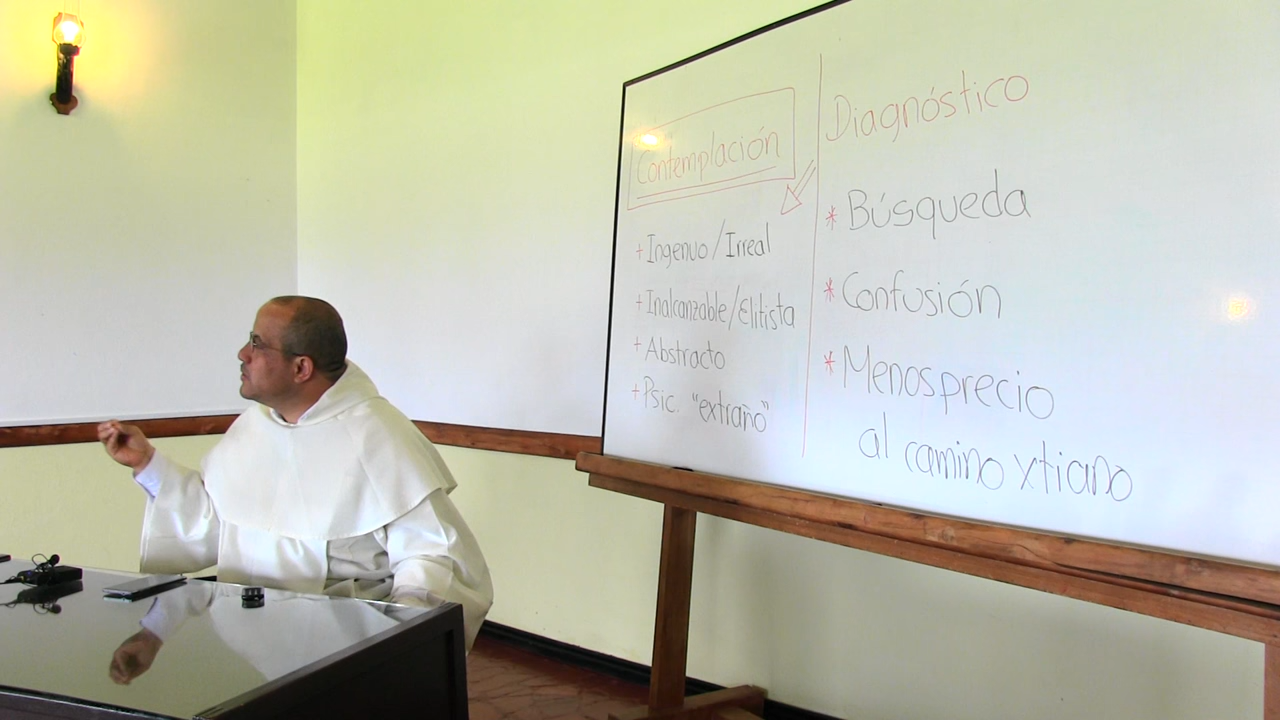 Contemplación
+ Ingenuo / Irreal
+ Inalcanzable/Elitista
+ Abstracto
+ Psic. "extraño"
Diagnóstico
* Búsqueda
* Confusión
* Menosprecio
al camino xtiano